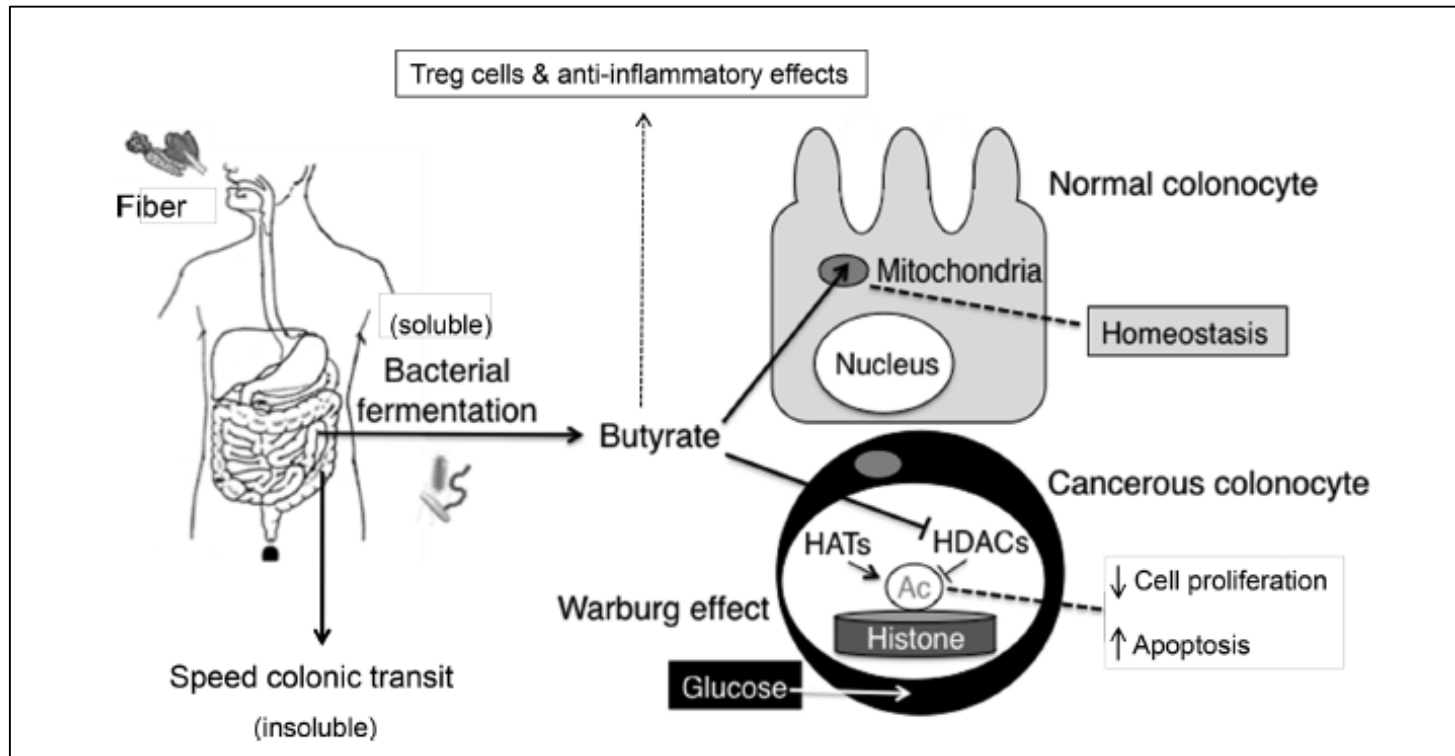 Treg cells & anti-inflammatory effects
Fiber
(soluble)
Bacterial
fermentation
Butyrate
Speed colonic transit
(insoluble)
Normal colonocyte
Mitochondria
Nucleus
Homeostasis
Cancerous colonocyte
HATs
HDACs
Ac
Histone
Warburg effect
Glucose
↓ Cell proliferation
↑ Apoptosis